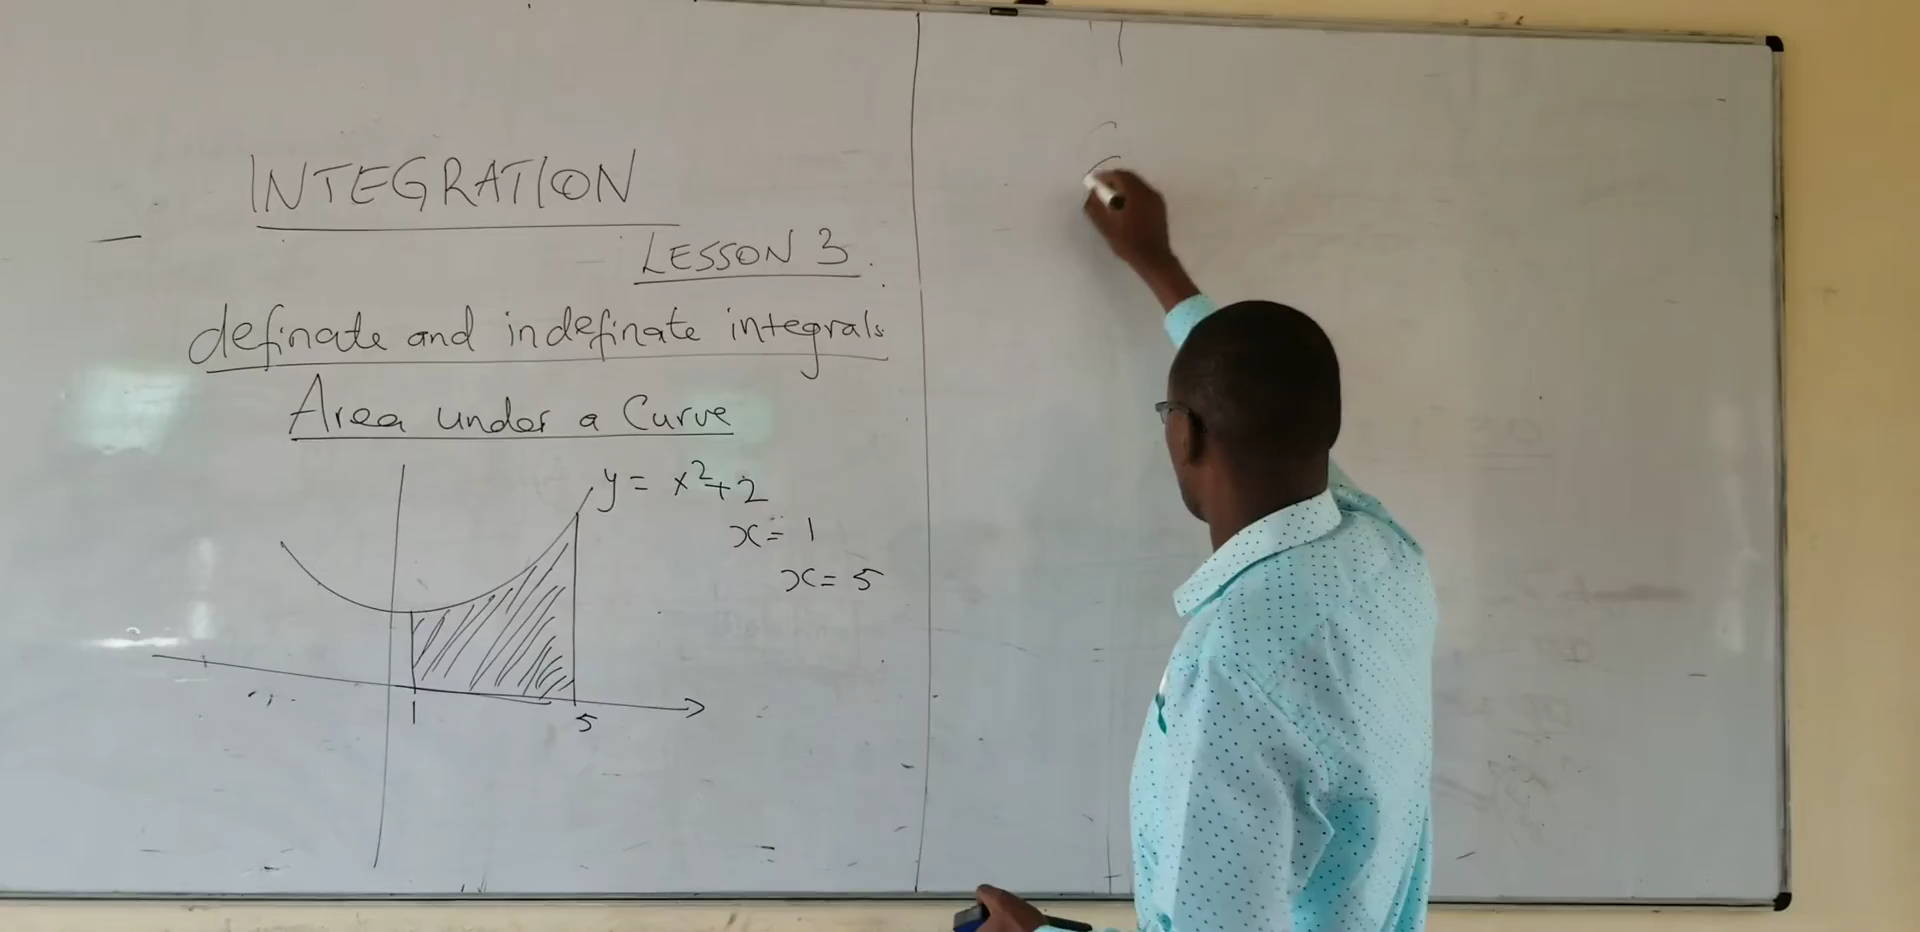 INTEGRATION
LESSON 3.
definate and indefinate integrals
Area under a Curve
y = x²+2
x = 1
x = 5
1
5